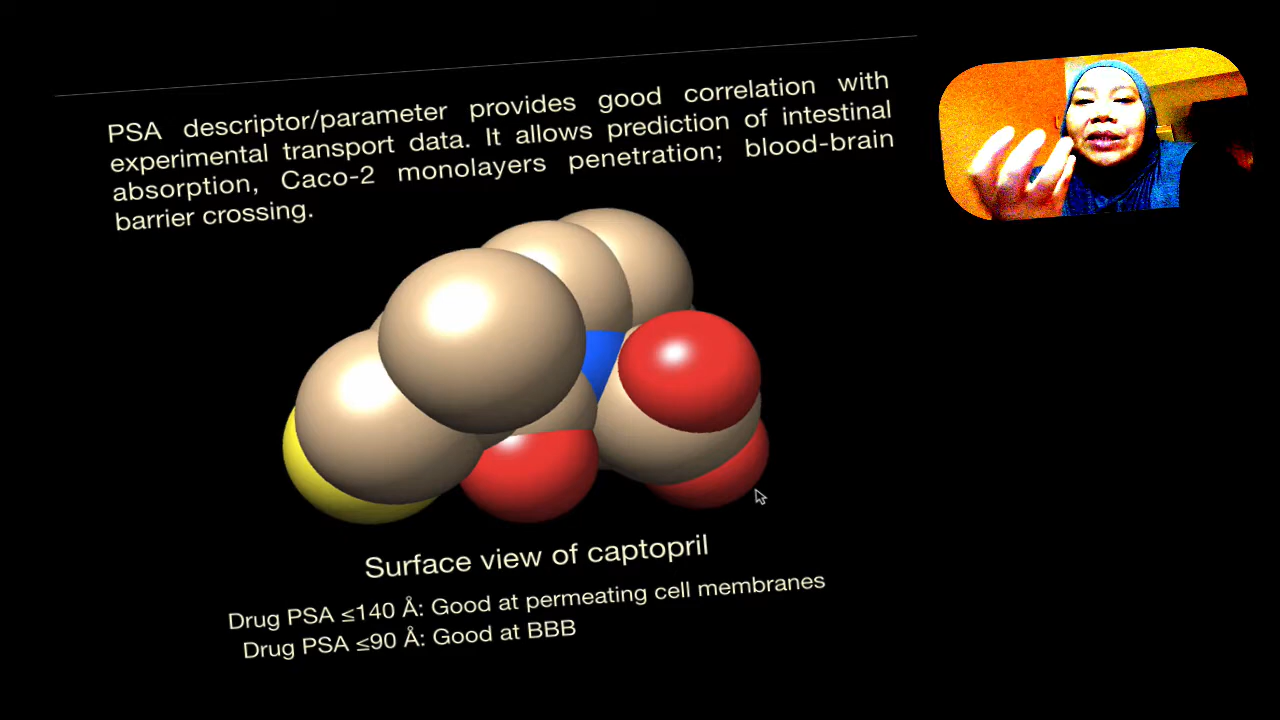 PSA descriptor/parameter provides good correlation with
experimental transport data. It allows prediction of intestinal
absorption, Caco-2 monolayers penetration; blood-brain
barrier crossing.
Surface view of captopril
Drug PSA ≤140 Å: Good at permeating cell membranes
Drug PSA ≤90 Å: Good at BBB